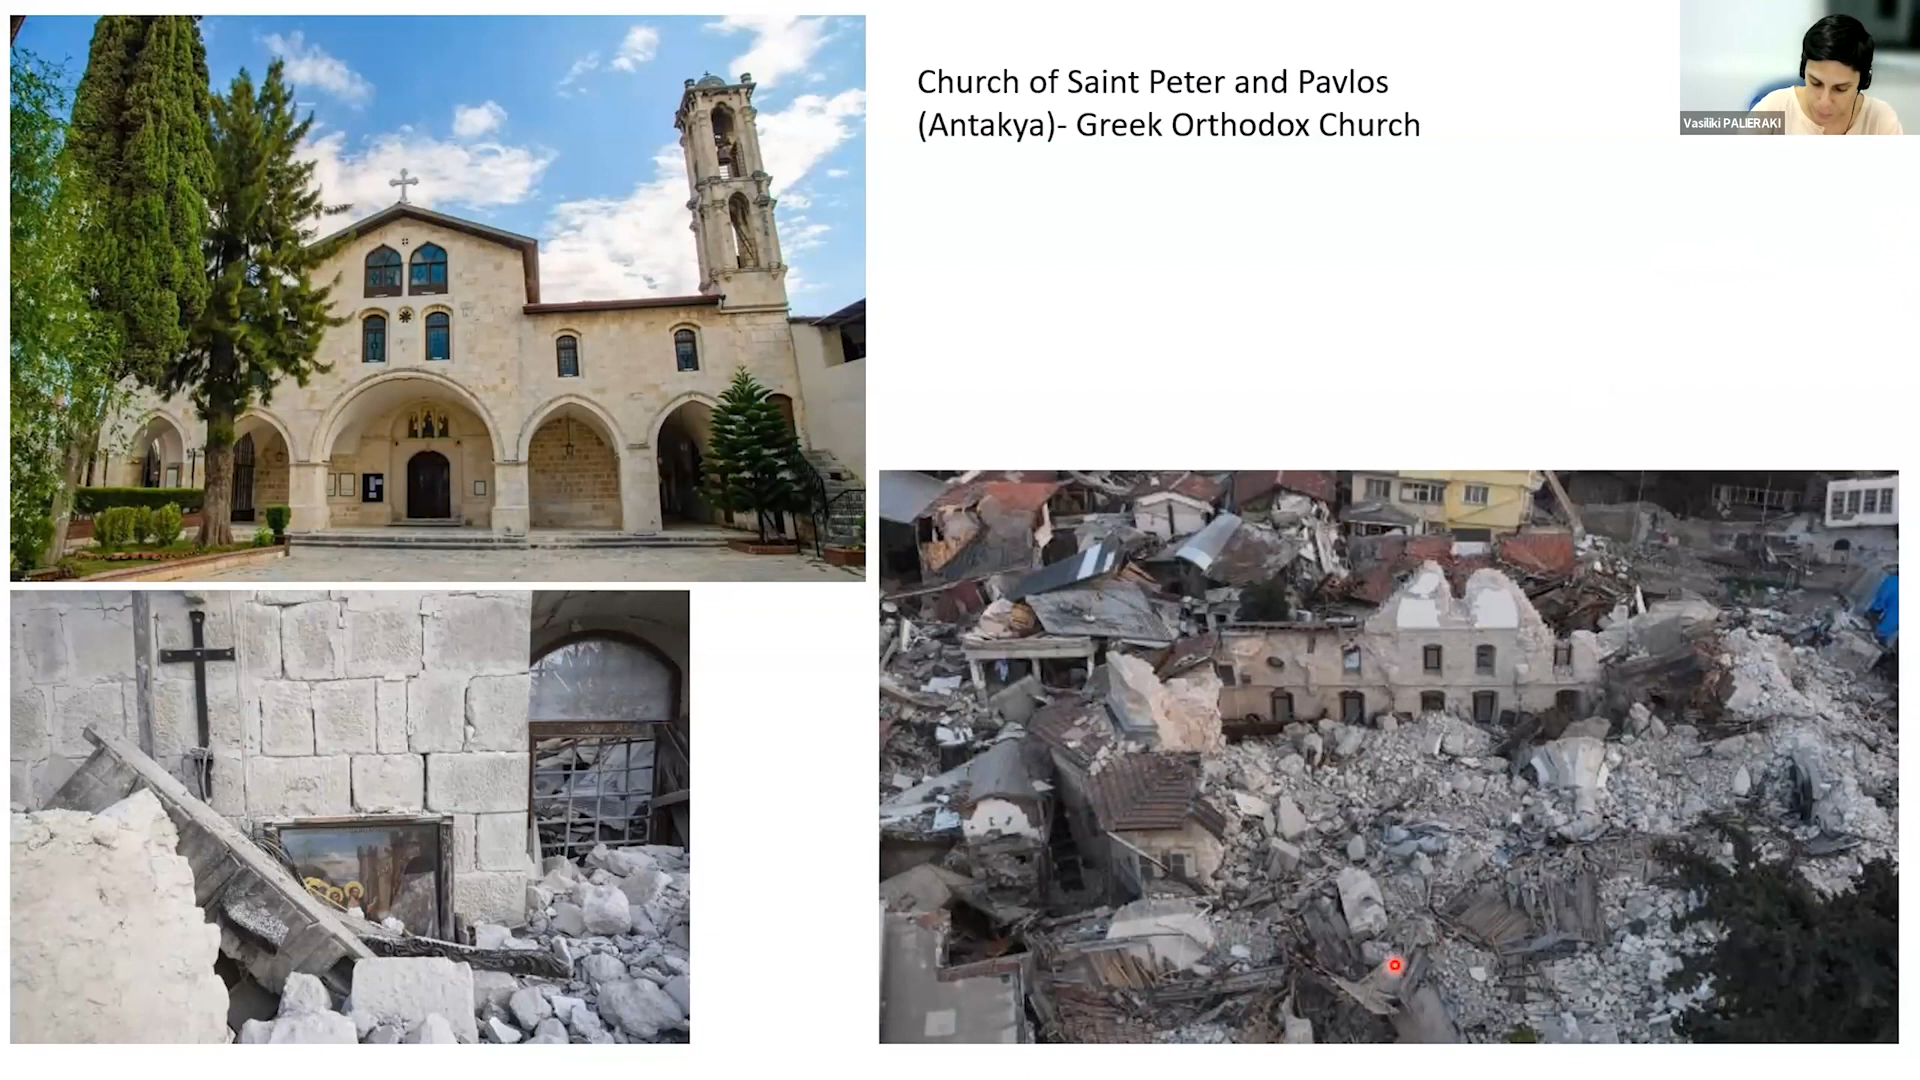 Church of Saint Peter and Pavlos
(Antakya)- Greek Orthodox Church
Vasiliki PALIERAKI